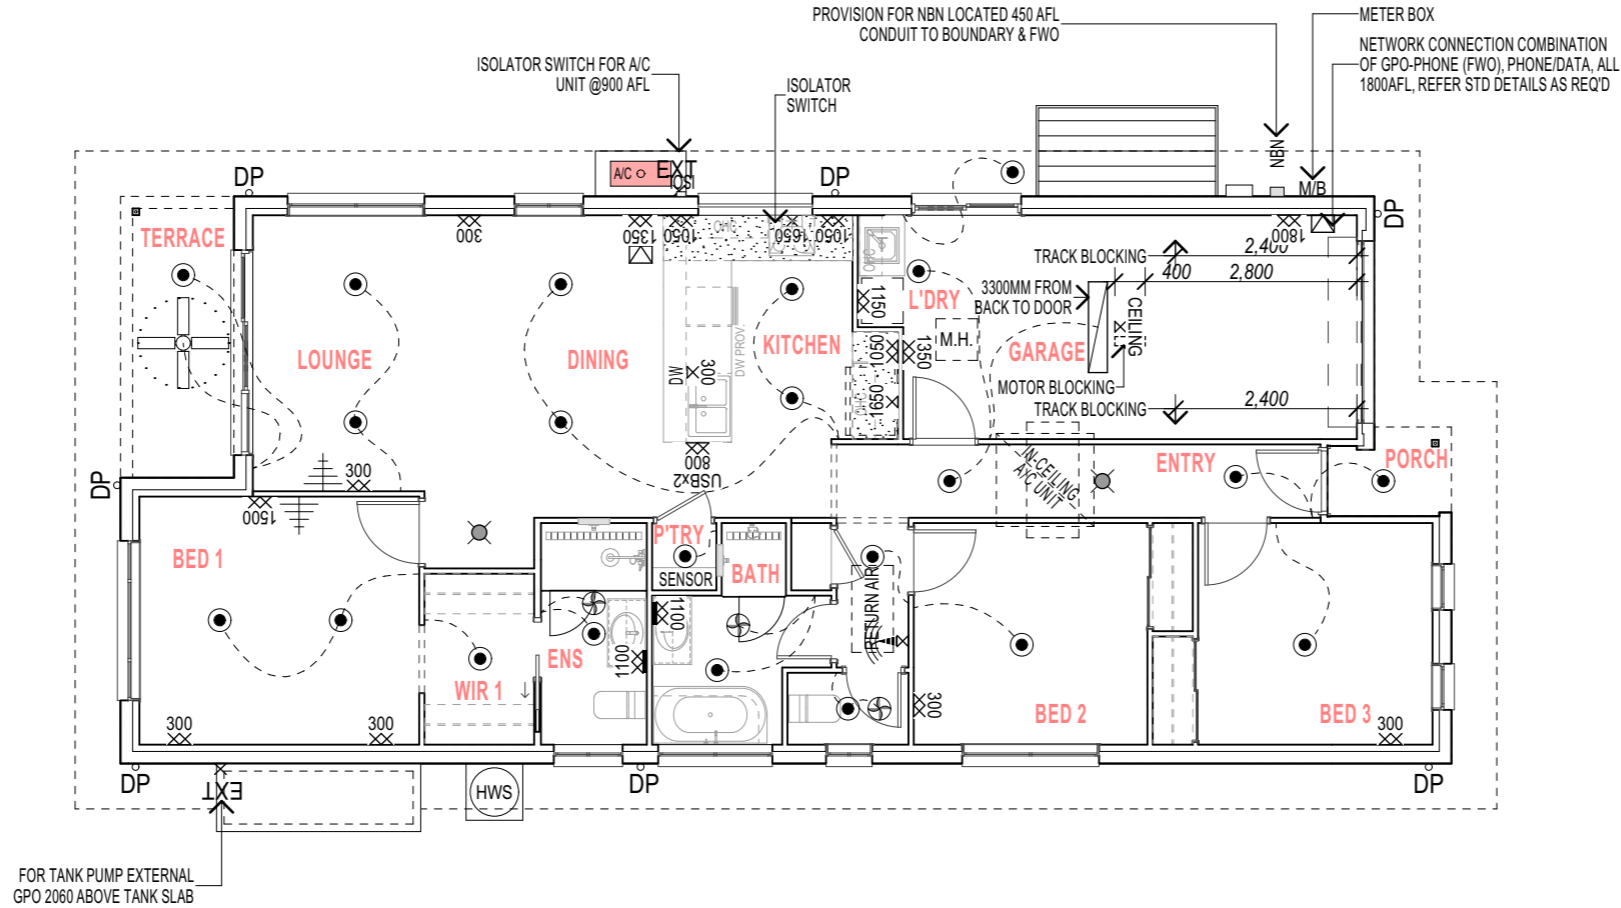 PROVISION FOR NBN LOCATED 450 AFL
CONDUIT TO BOUNDARY & FWO
METER BOX
NETWORK CONNECTION COMBINATION
OF GPO-PHONE (FWO), PHONE/DATA, ALL
1800AFL, REFER STD DETAILS AS REQ'D
ISOLATOR SWITCH FOR A/C
UNIT @900 AFL
ISOLATOR
SWITCH
NBN
M/B
A/C
EXT
ISO
DP
DP
DP
TERRACE
300
1350
1050
OHC
1650
1050
1800
2,400
TRACK BLOCKING
400
2,800
OHC
1150
L'DRY
3300MM FROM
BACK TO DOOR
CEILING
M.H.
GARAGE
MOTOR BLOCKING
TRACK BLOCKING
2,400
LOUNGE
DINING
KITCHEN
DW PROV.
DW
300
1050
1350
OHC
1650
800
USBx2
300
IN-CEILING
A/C UNIT
ENTRY
PORCH
DP
1500
BED 1
P'TRY
SENSOR
BATH
RETURN AIR
1100
ENS
1100
WIR 1
BED 2
300
BED 3
300
300
300
DP
DP
DP
EXT
HWS
FOR TANK PUMP EXTERNAL
GPO 2060 ABOVE TANK SLAB